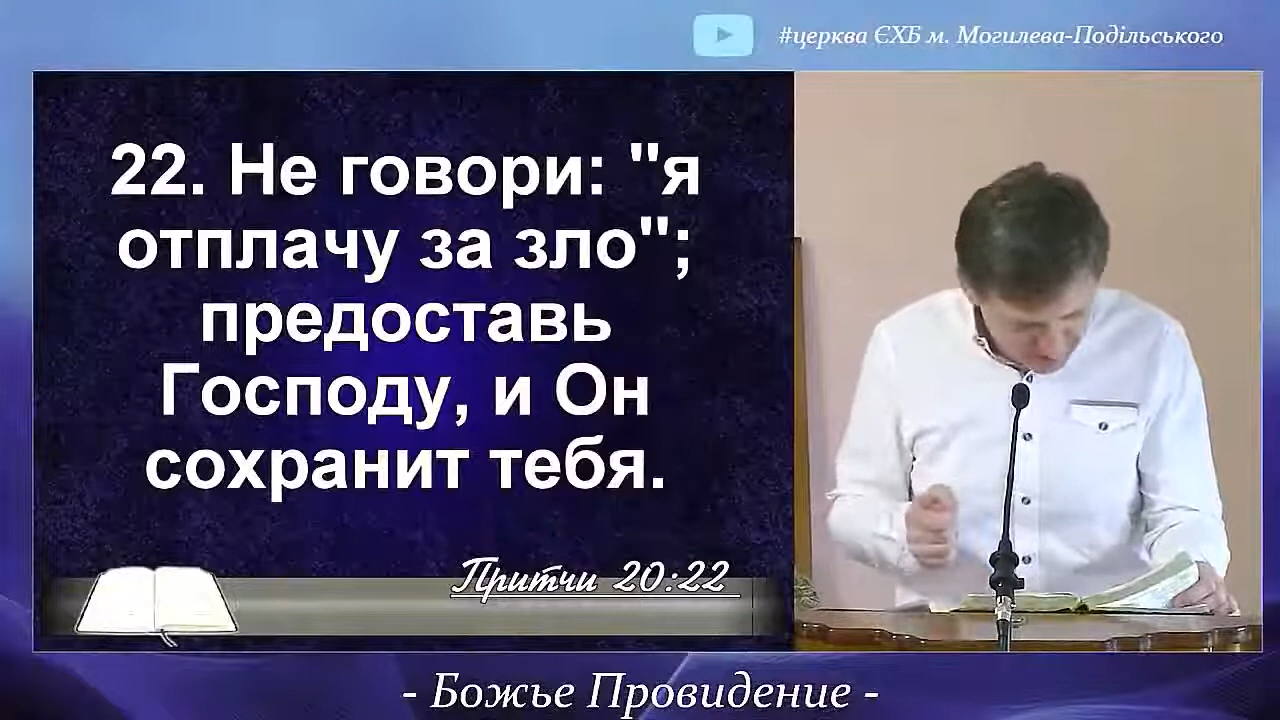 #церква ЄХБ м. Могилева-Подільського
22. Не говори: "я
отплачу за зло";
предоставь
Господу, и Он
сохранит тебя.
Притчи 20:22
- Божье Провидение -